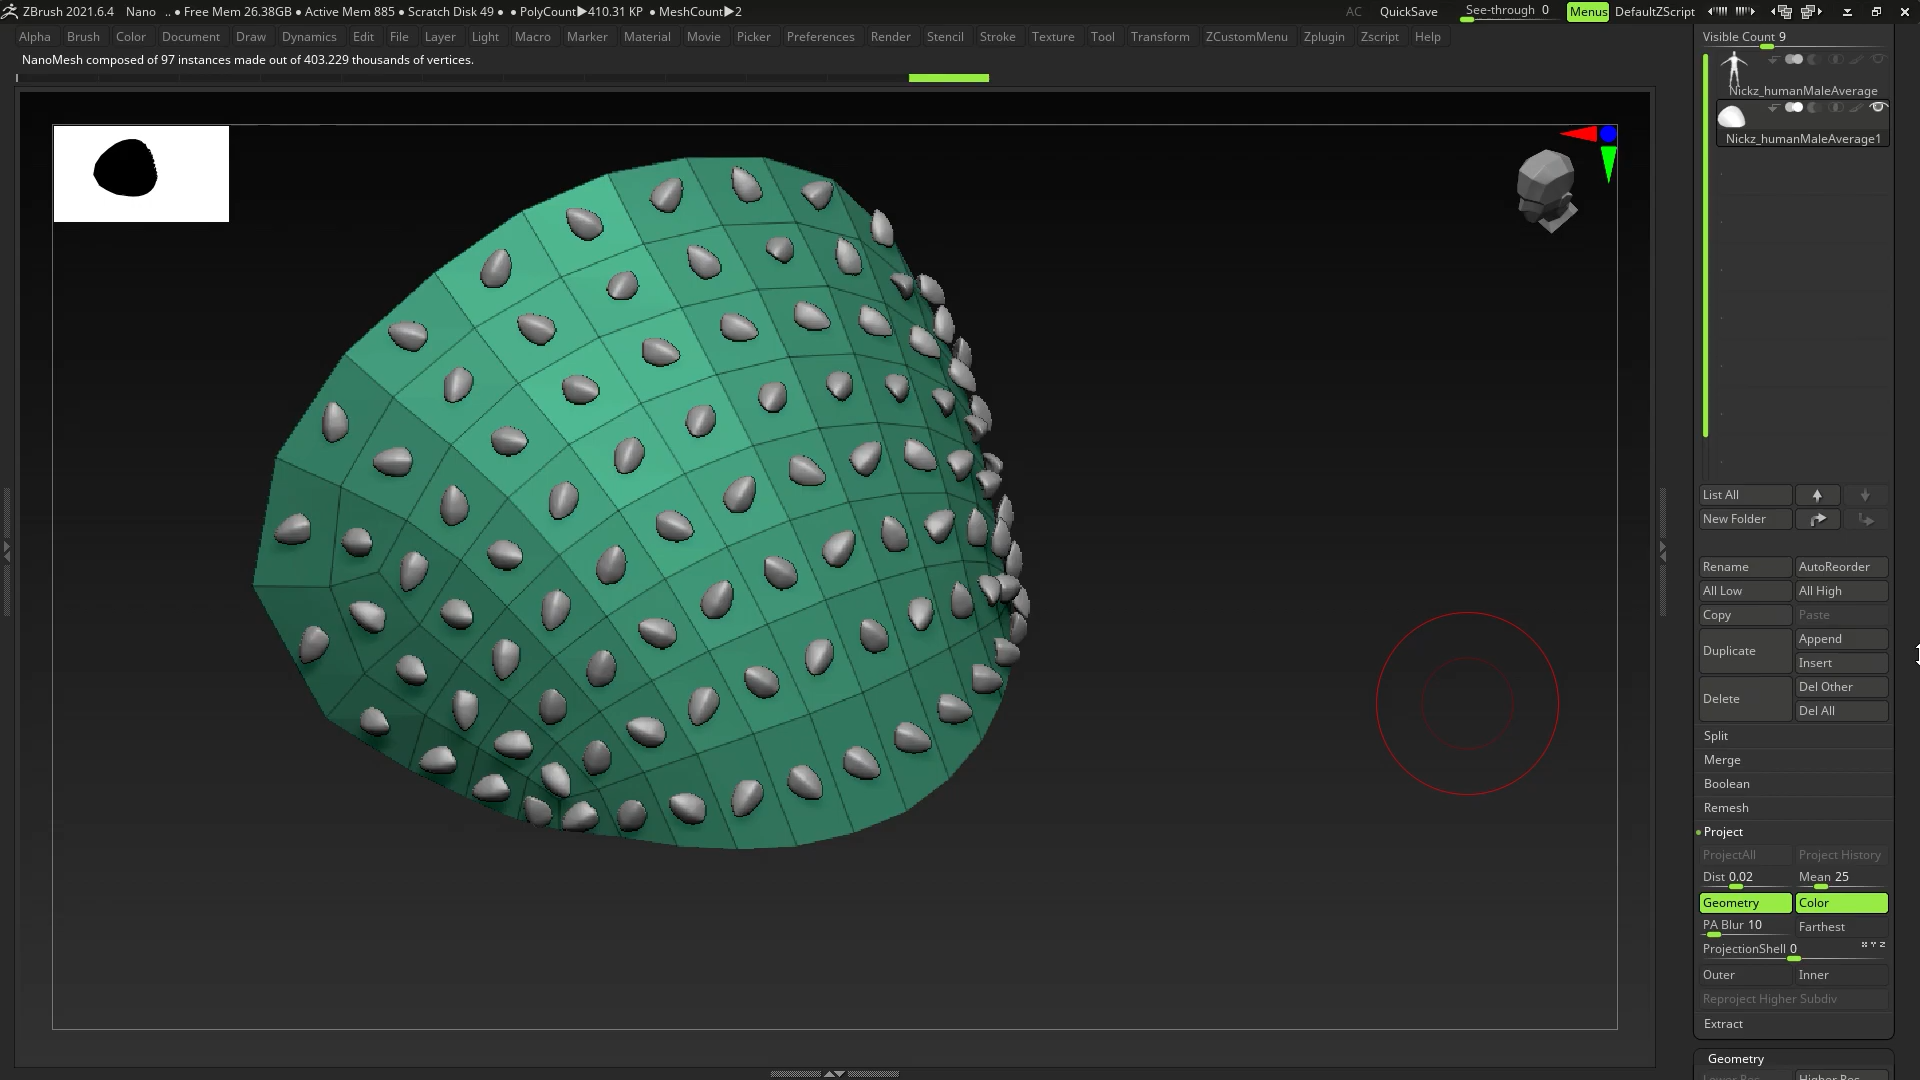 ZBrush 2021.6.4 Nano .. ● Free Mem 26.38GB ● Active Mem 885 ● Scratch Disk 49 ● ● PolyCount▶410.31 KP ● MeshCount▶2 AC QuickSave See-through 0 Menus DefaultZScript
Alpha Brush Color Document Draw Dynamics Edit File Layer Light Macro Marker Material Movie Picker Preferences Render Stencil Stroke Texture Tool Transform ZCustomMenu Zplugin Zscript Help
NanoMesh composed of 97 instances made out of 403.229 thousands of vertices.
Visible Count 9
Nickz_humanMaleAverage
Nickz_humanMaleAverage1
List All
New Folder
Rename AutoReorder
All Low All High
Copy Paste
Duplicate Append
Insert
Delete Del Other
Del All
Split
Merge
Boolean
Remesh
Project
ProjectAll Project History
Dist 0.02 Mean 25
Geometry Color
PA Blur 10 Farthest
ProjectionShell 0 X Y Z
Outer Inner
Reproject Higher Subdiv
Extract
Geometry
Lower Res Higher Res